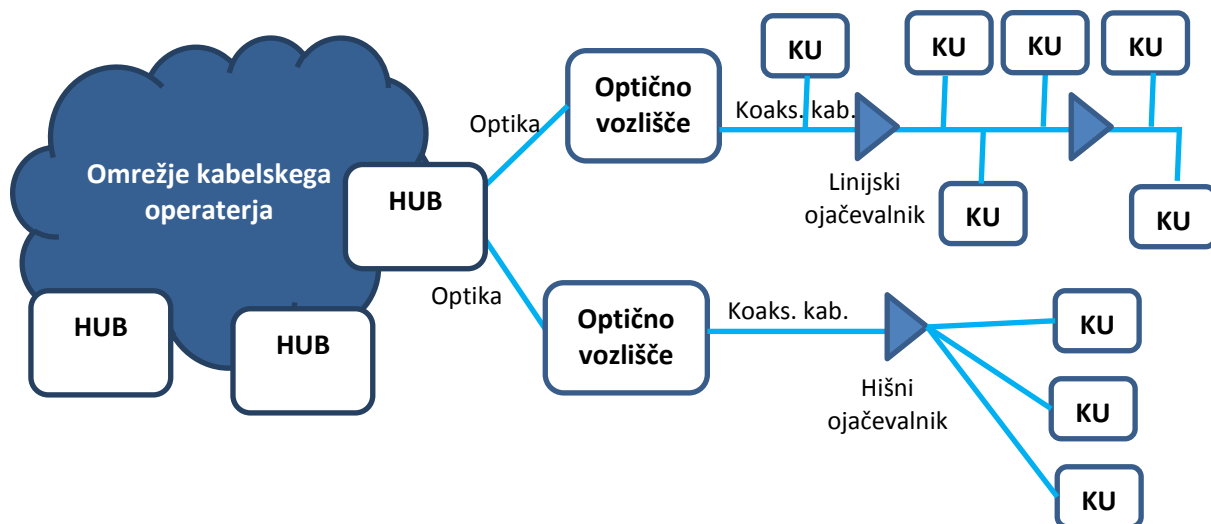 KU
KU
KU
KU
Optika
Optično
vozlišče
Koaks. kab.
Omrežje kabelskega
operaterja
HUB
Linijski
ojačevalnik
KU
KU
Optika
Optično
vozlišče
Koaks. kab.
KU
HUB
HUB
Hišni
ojačevalnik
KU
KU